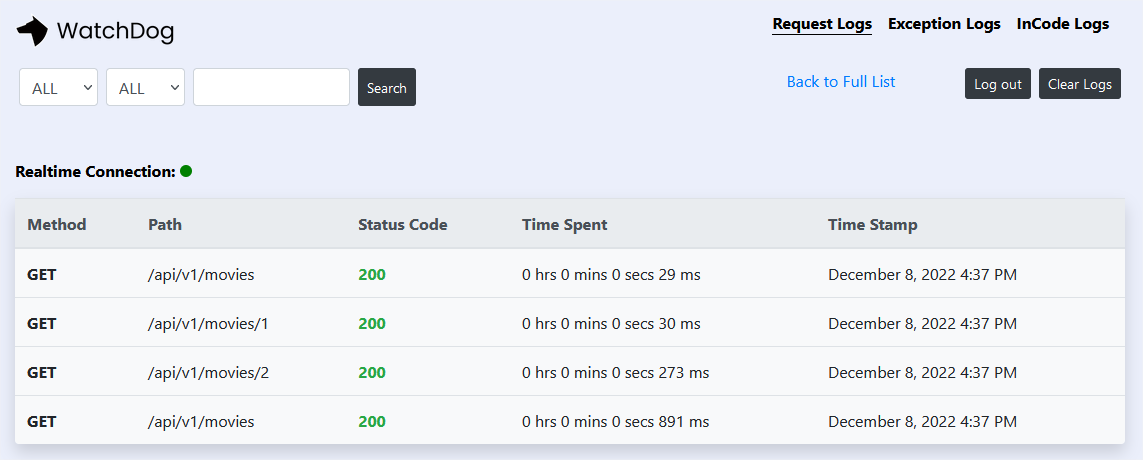 WatchDog
Request Logs Exception Logs InCode Logs
ALL ALL Search Back to Full List Log out Clear Logs
Realtime Connection:
Method Path Status Code Time Spent Time Stamp
GET /api/v1/movies 200 0 hrs 0 mins 0 secs 29 ms December 8, 2022 4:37 PM
GET /api/v1/movies/1 200 0 hrs 0 mins 0 secs 30 ms December 8, 2022 4:37 PM
GET /api/v1/movies/2 200 0 hrs 0 mins 0 secs 273 ms December 8, 2022 4:37 PM
GET /api/v1/movies 200 0 hrs 0 mins 0 secs 891 ms December 8, 2022 4:37 PM